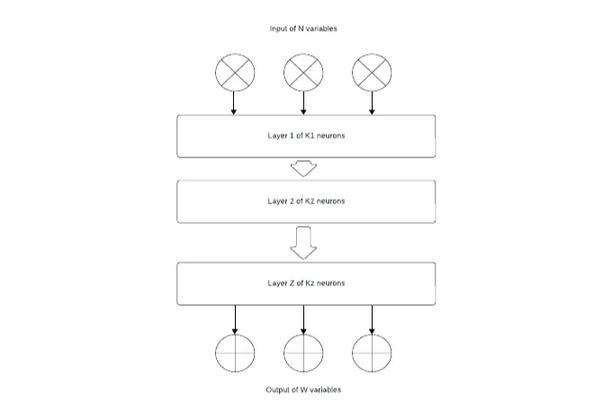 Input of N variables
Layer 1 of K1 neurons
Layer 2 of K2 neurons
Layer Z of Kz neurons
Output of W variables